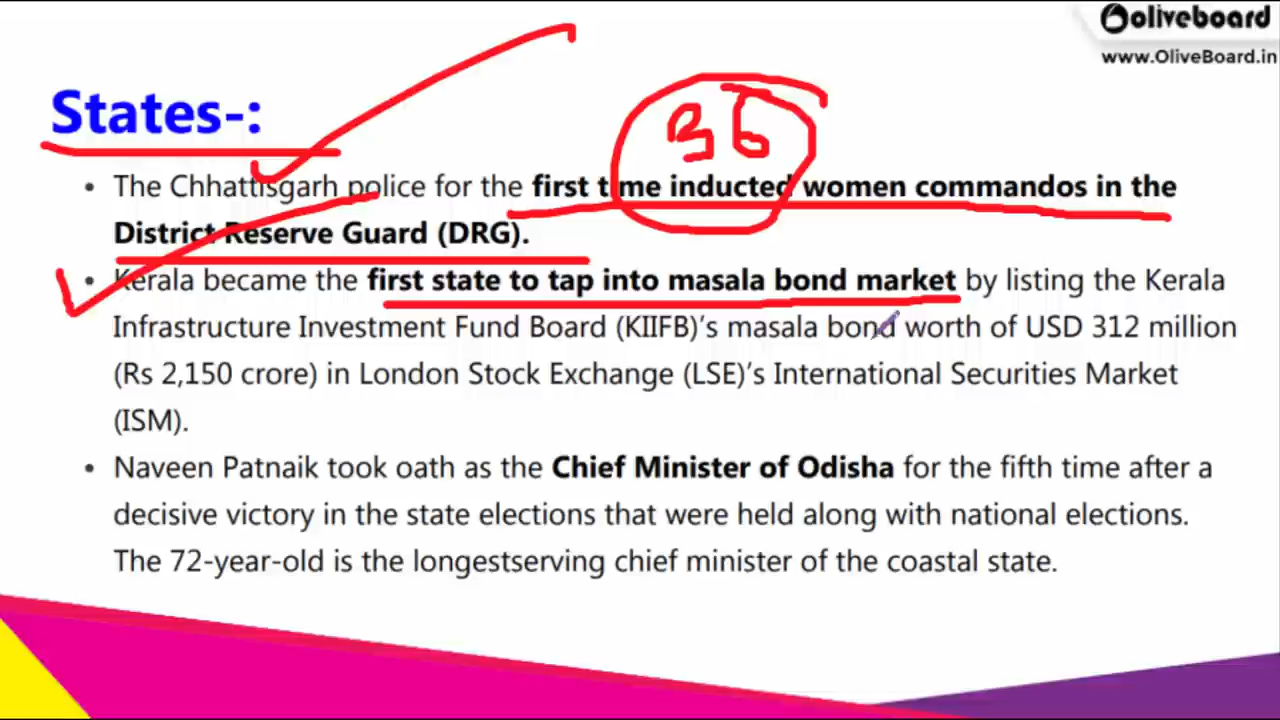 oliveboard
www.OliveBoard.in
States-:
36
• The Chhattisgarh police for the first time inducted women commandos in the
District Reserve Guard (DRG).
• Kerala became the first state to tap into masala bond market by listing the Kerala
Infrastructure Investment Fund Board (KIIFB)'s masala bond worth of USD 312 million
(Rs 2,150 crore) in London Stock Exchange (LSE)'s International Securities Market
(ISM).
• Naveen Patnaik took oath as the Chief Minister of Odisha for the fifth time after a
decisive victory in the state elections that were held along with national elections.
The 72-year-old is the longestserving chief minister of the coastal state.